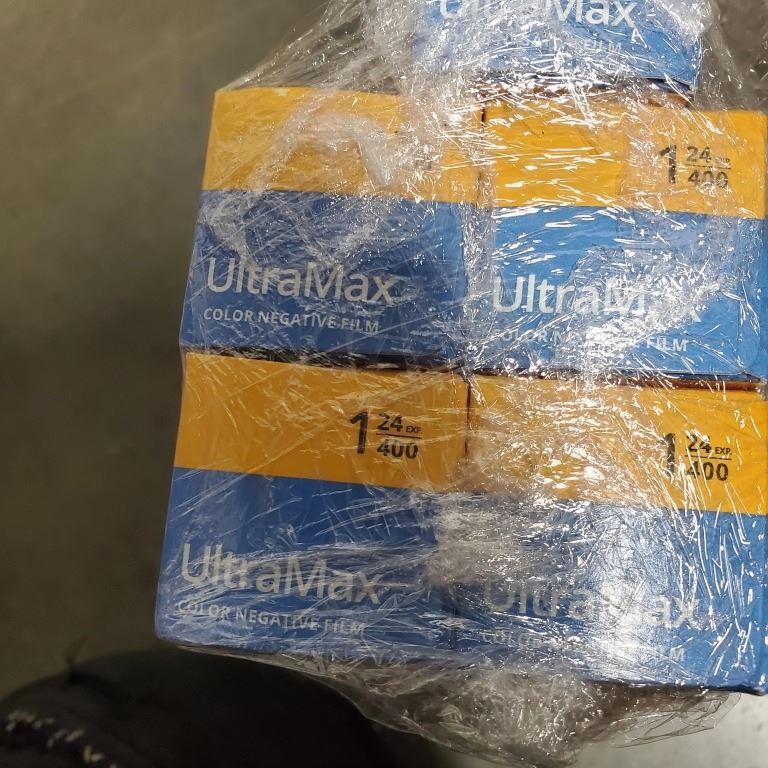 UltraMax
FILM
1 24 EXP.
400
UltraMax
COLOR NEGATIVE FILM
UltraMax
COLOR NEGATIVE FILM
1 24 EXP.
400
1 24 EXP.
400
UltraMax
COLOR NEGATIVE FILM
UltraMax